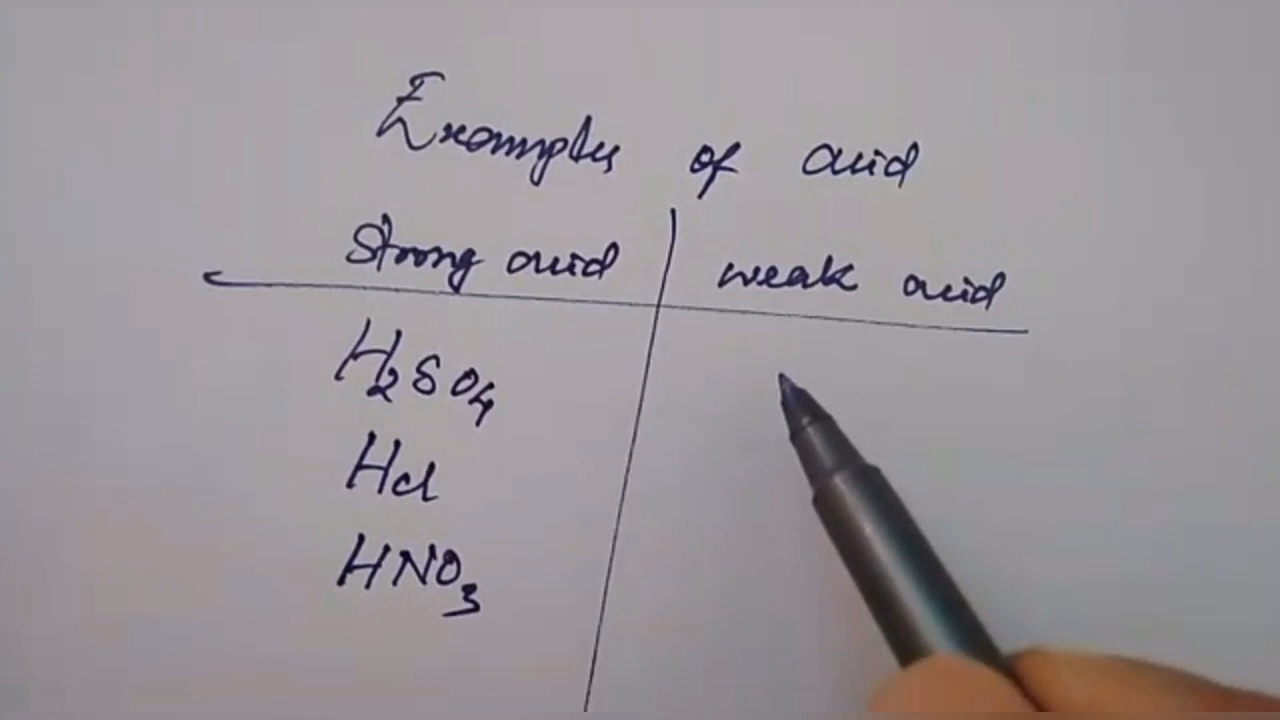 Examples of acid
Strong acid weak acid
H2SO4
HCl
HNO3